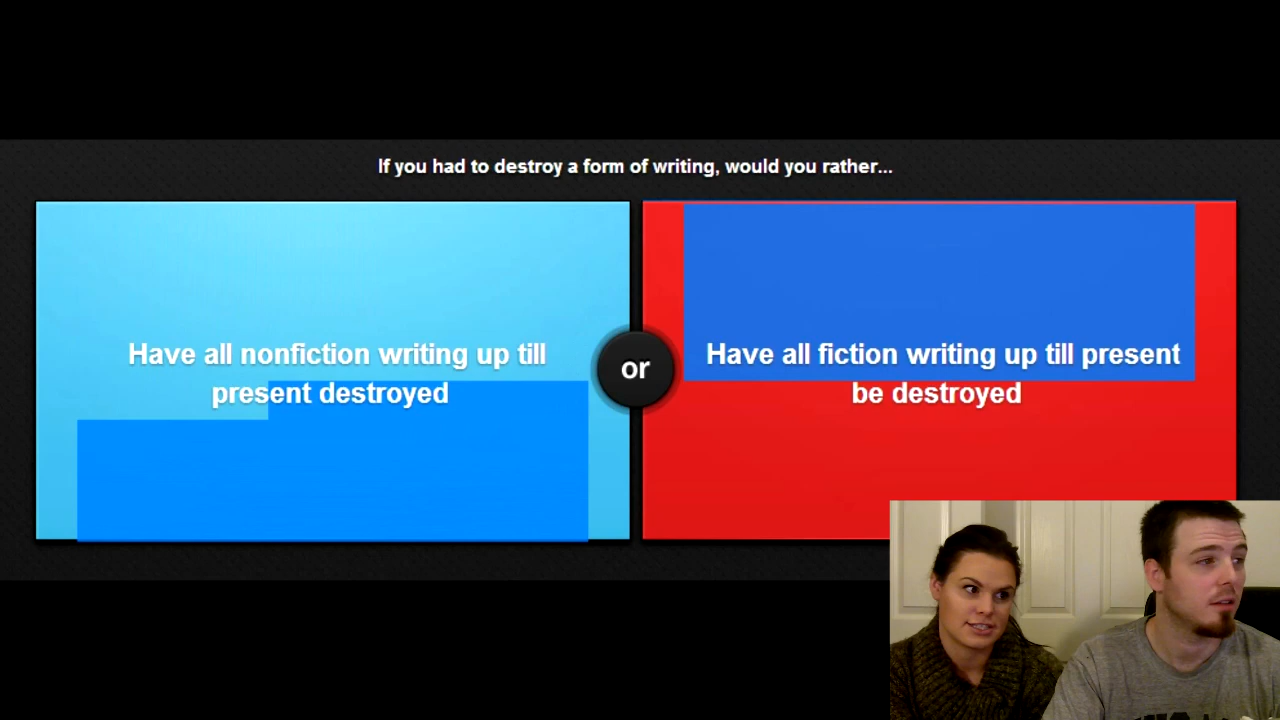 If you had to destroy a form of writing, would you rather...
Have all nonfiction writing up till
present destroyed
or
Have all fiction writing up till present
be destroyed